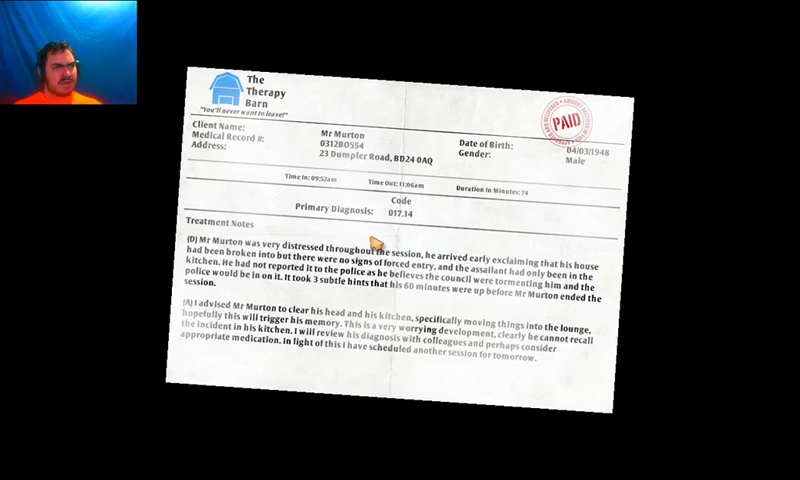 The
Therapy
Barn
"You'll never want to leave!"
PAID
Client Name: Mr Murton Date of Birth: 04/03/1948
Medical Record #: 0312B0554 Gender: Male
Address: 23 Dumpler Road, BD24 0AQ
Time In: 09:52am Time Out: 11:06am Duration In Minutes: 74
Code
Primary Diagnosis: 017.14
Treatment Notes
(D) Mr Murton was very distressed throughout the session, he arrived early exclaiming that his house
had been broken into but there were no signs of forced entry, and the assailant had only been in the
kitchen. He had not reported it to the police as he believes the council were tormenting him and the
police would be in on it. It took 3 subtle hints that his 60 minutes were up before Mr Murton ended the
session.
(A) I advised Mr Murton to clear his head and his kitchen, specifically moving things into the lounge,
hopefully this will trigger his memory. This is a very worrying development, clearly he cannot recall
the incident in his kitchen. I will review his diagnosis with colleagues and perhaps consider
appropriate medication. In light of this I have scheduled another session for tomorrow.